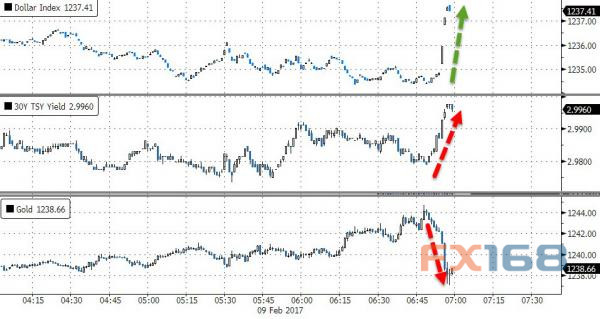 Dollar Index 1237.41
1237.41
1237.00
1236.00
1235.00
30Y TSY Yield 2.9960
2.9960
2.9900
2.9800
Gold 1238.66
1244.00
1242.00
1240.00
1238.66
1238.00
FX168
04:15 04:30 04:45 05:00 05:15 05:30 05:45 06:00 06:15 06:30 06:45 07:00 07:15 07:30
09 Feb 2017